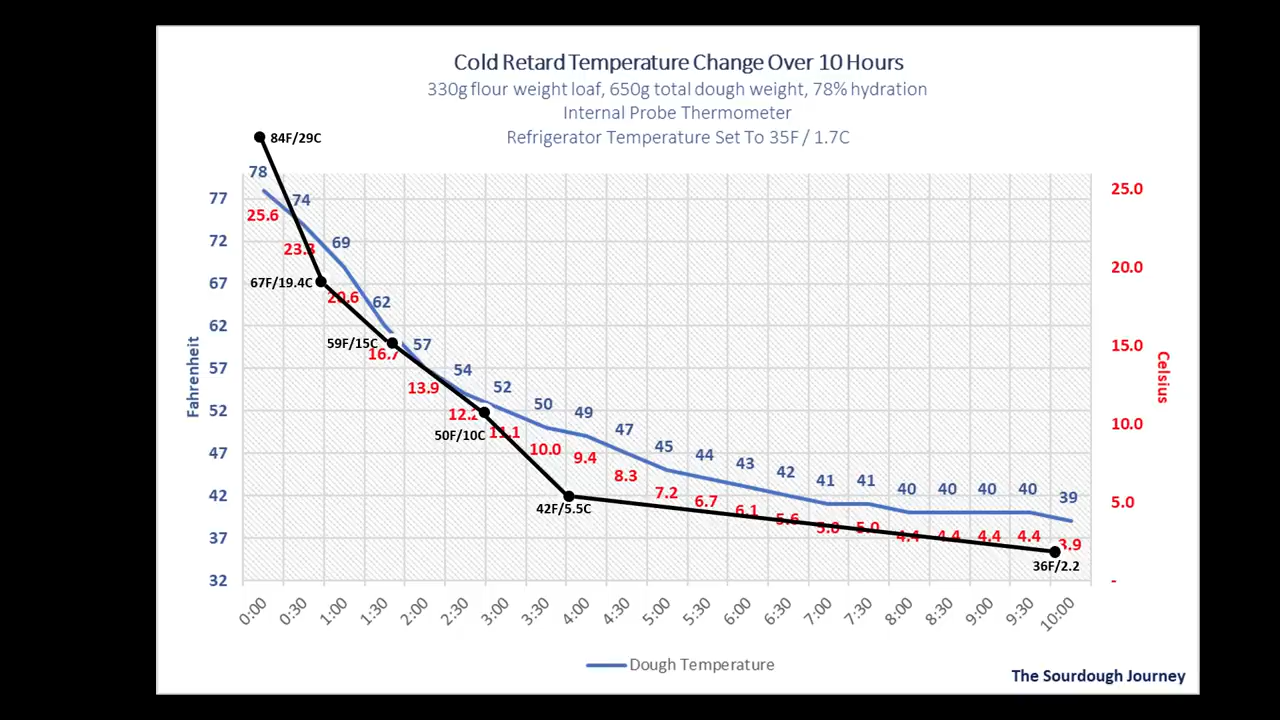 Cold Retard Temperature Change Over 10 Hours
330g flour weight loaf, 650g total dough weight, 78% hydration
Internal Probe Thermometer
Refrigerator Temperature Set To 35F / 1.7C
84F/29C
67F/19.4C
59F/15C
50F/10C
42F/5.5C
36F/2.2
78 74 69 62 57 54 52 50 49 47 45 44 43 42 41 41 40 40 40 40 39
25.6 23.3 20.6 16.7 13.9 12.2 11.1 10.0 9.4 8.3 7.2 6.7 6.1 5.6 5.0 5.0 4.4 4.4 4.4 4.4 3.9
Fahrenheit
77
72
67
62
57
52
47
42
37
32
25.0
20.0
15.0
10.0
5.0
-
Celsius
0:00 0:30 1:00 1:30 2:00 2:30 3:00 3:30 4:00 4:30 5:00 5:30 6:00 6:30 7:00 7:30 8:00 8:30 9:00 9:30 10:00
Dough Temperature
The Sourdough Journey